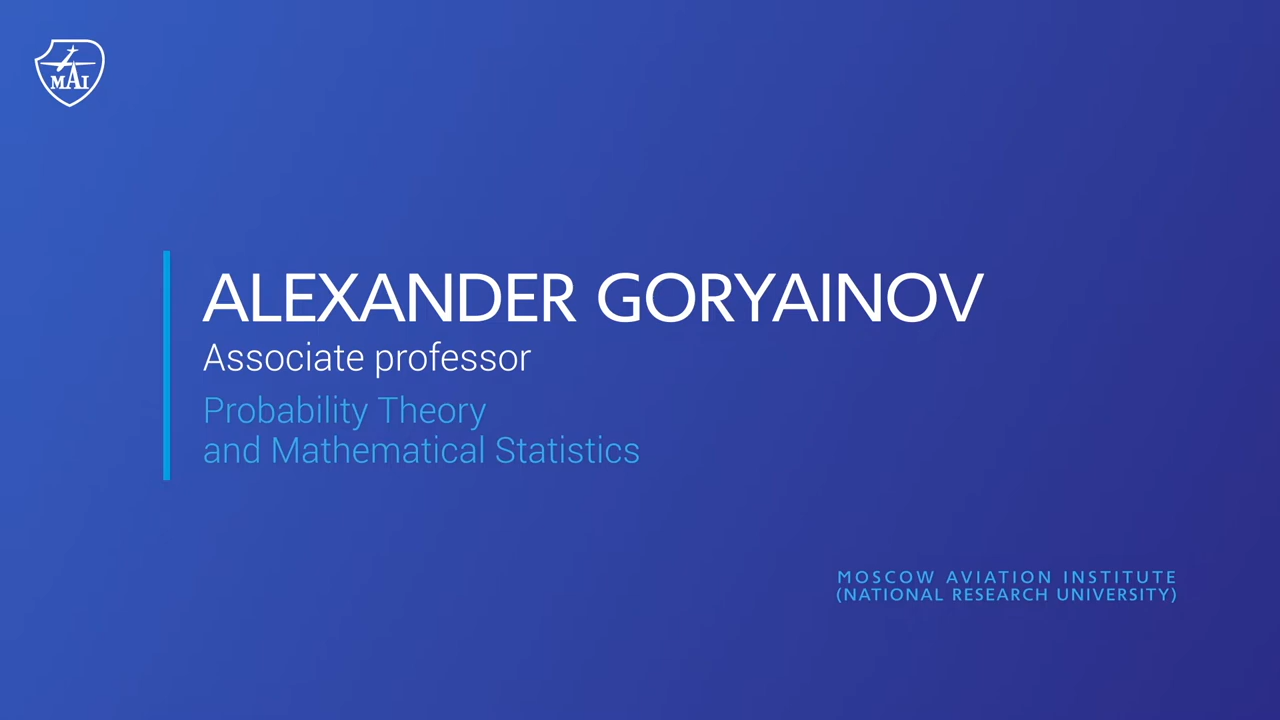 MAI
ALEXANDER GORYAINOV
Associate professor
Probability Theory
and Mathematical Statistics
MOSCOW AVIATION INSTITUTE
(NATIONAL RESEARCH UNIVERSITY)